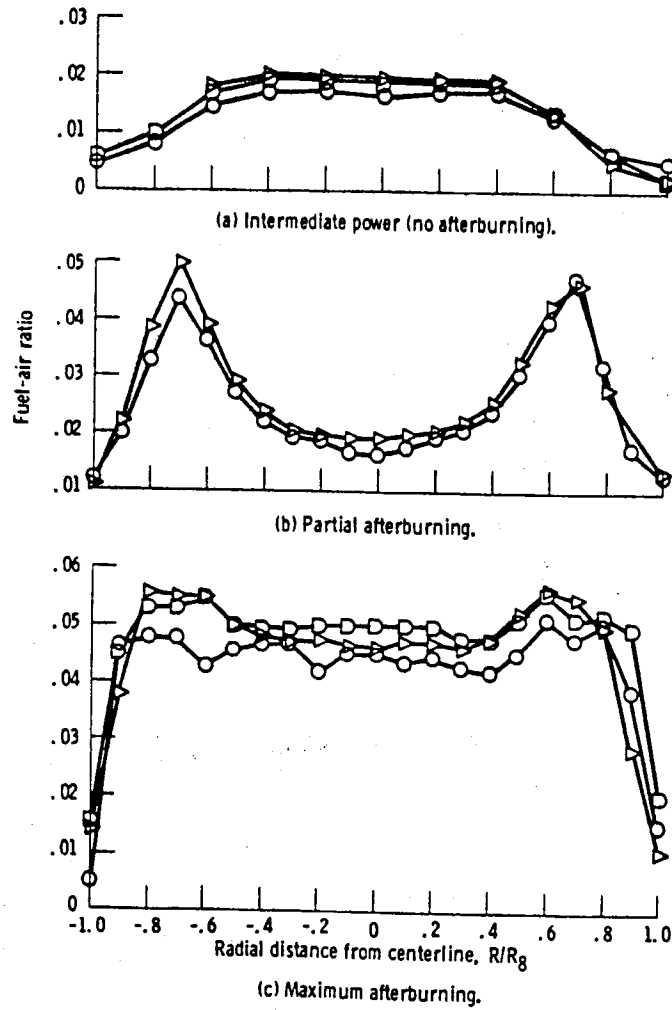 .03
.02
.01
0
(a) Intermediate power (no afterburning).
.05
.04
.03
.02
.01
Fuel-air ratio
(b) Partial afterburning.
.06
.05
.04
.03
.02
.01
0
-1.0 -.8 -.6 -.4 -.2 0 .2 .4 .6 .8 1.0
Radial distance from centerline, R/R8
(c) Maximum afterburning.